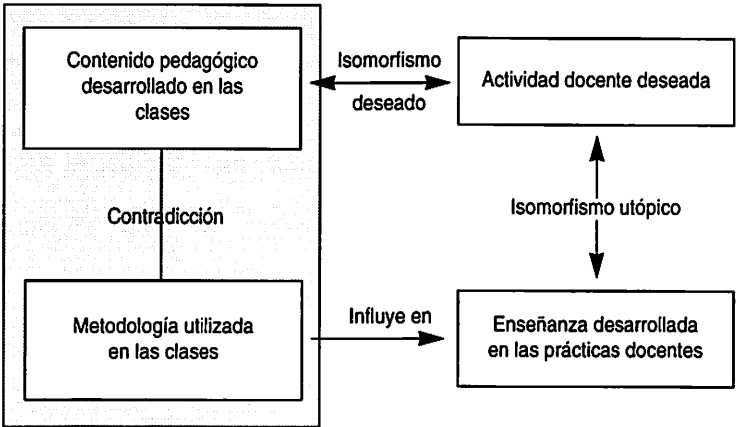 Contenido pedagógico
desarrollado en las
clases
Isomorfismo
deseado
Actividad docente deseada
Contradicción
Isomorfismo utópico
Metodología utilizada
en las clases
Influye en
Enseñanza desarrollada
en las prácticas docentes